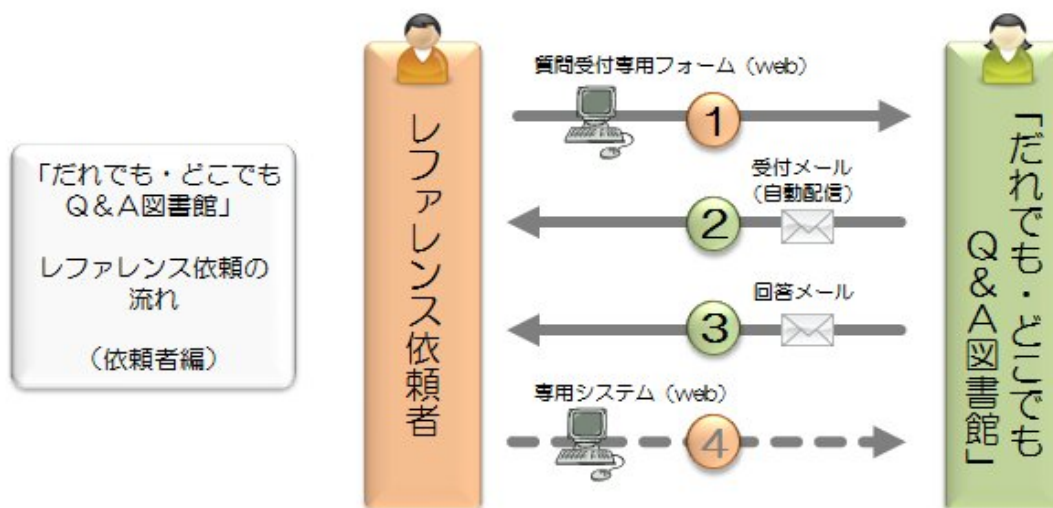 「だれでも・どこでも
Q&A図書館」
レファレンス依頼の
流れ
（依頼者編）
レファレンス依頼者
質問受付専用フォーム（web）
1
受付メール
（自動配信）
2
回答メール
3
専用システム（web）
4
「だれでも・どこでも
Q&A図書館」